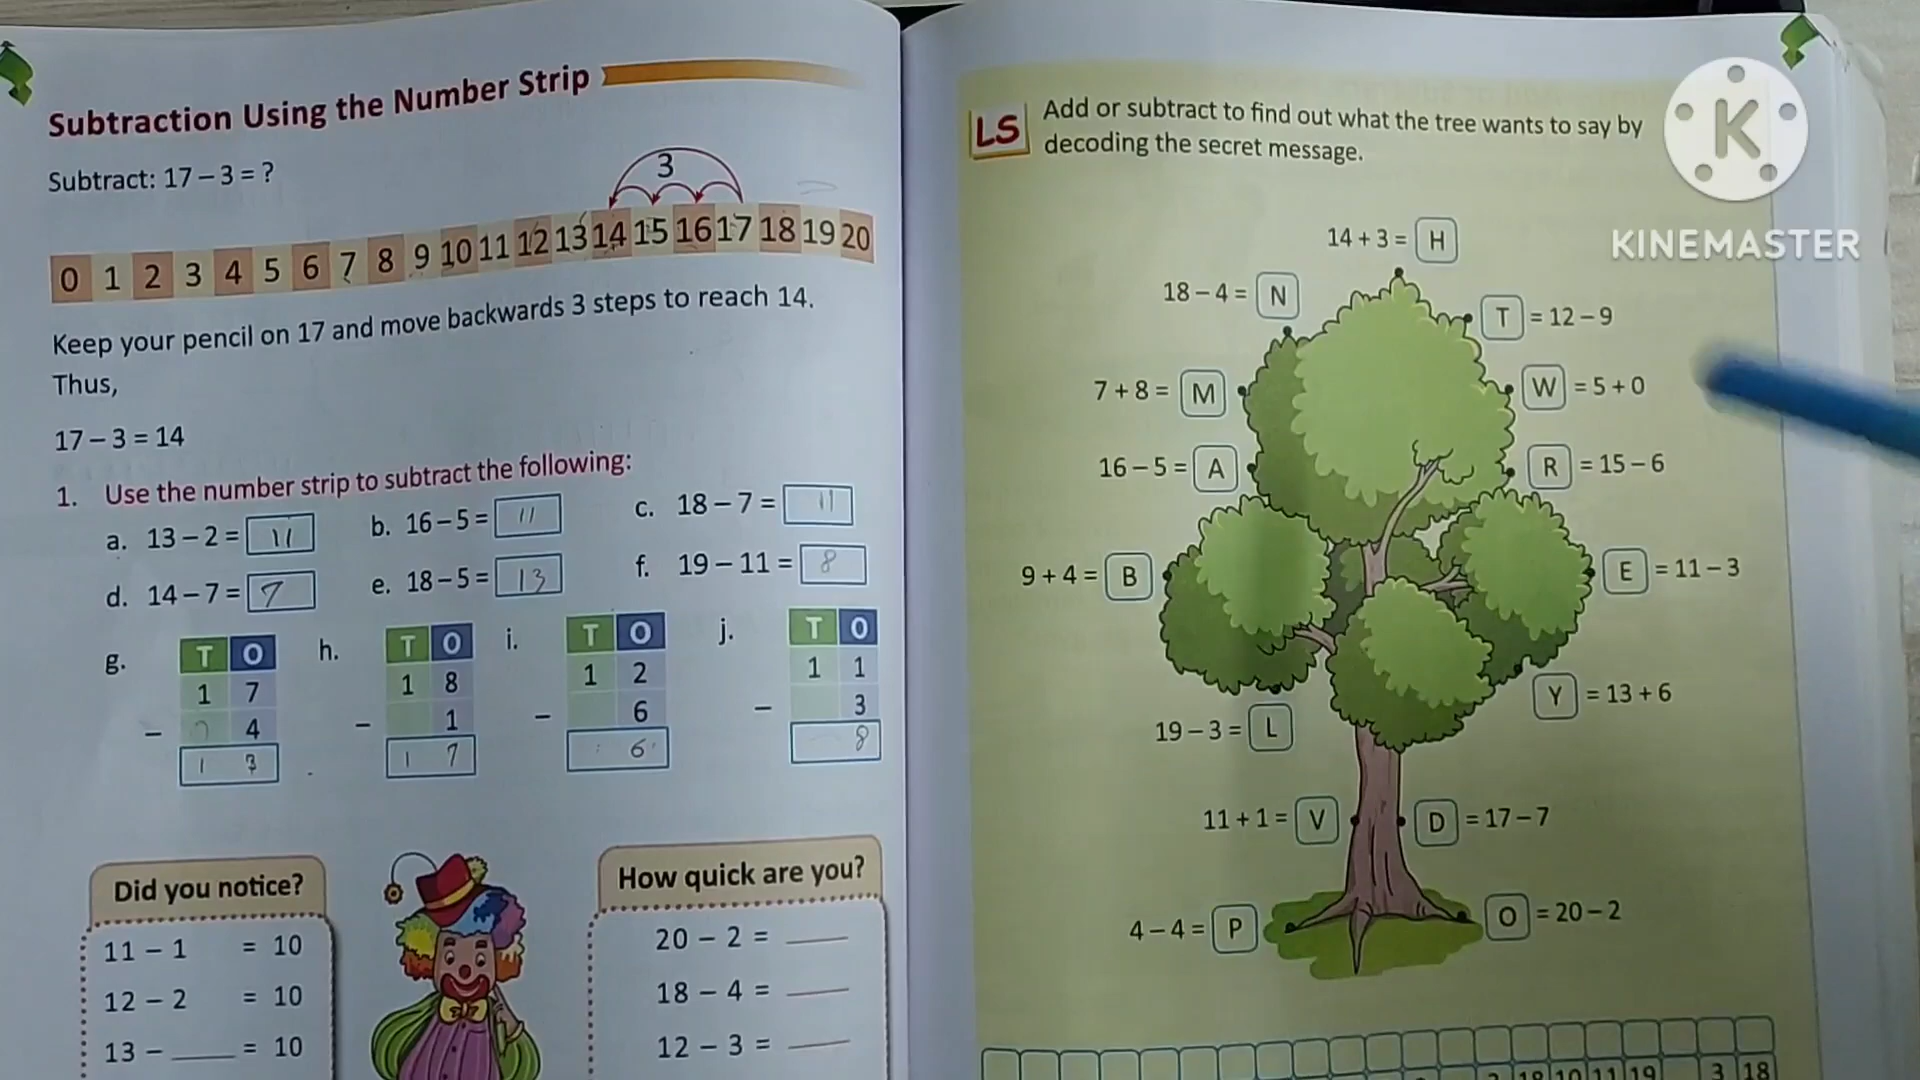 Subtraction Using the Number Strip
Subtract: 17 – 3 = ?
3
0 1 2 3 4 5 6 7 8 9 10 11 12 13 14 15 16 17 18 19 20
Keep your pencil on 17 and move backwards 3 steps to reach 14.
Thus,
17 – 3 = 14
1. Use the number strip to subtract the following:
a. 13 – 2 = 11 b. 16 – 5 = 11 c. 18 – 7 = 11
d. 14 – 7 = 7 e. 18 – 5 = 13 f. 19 – 11 = 8
g. T O h. T O i. T O j. T O
1 7 1 8 1 2 1 1
– 4 – 1 – 6 – 3
1 3 1 7 6 8
Did you notice?
11 – 1 = 10
12 – 2 = 10
13 – ____ = 10
How quick are you?
20 – 2 = ____
18 – 4 = ____
12 – 3 = ____
LS
Add or subtract to find out what the tree wants to say by
decoding the secret message.
14 + 3 = H
18 – 4 = N
T = 12 – 9
7 + 8 = M
W = 5 + 0
16 – 5 = A
R = 15 – 6
9 + 4 = B
E = 11 – 3
Y = 13 + 6
19 – 3 = L
11 + 1 = V
D = 17 – 7
4 – 4 = P
O = 20 – 2
18 10 11 19 3 18
K
KINEMASTER